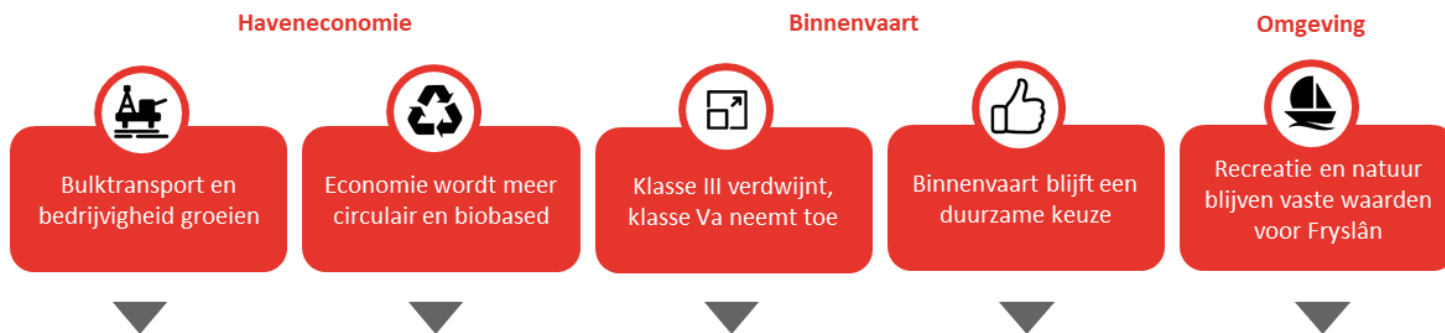 Haveneconomie
Binnenvaart
Omgeving
Bulktransport en
bedrijvigheid groeien
Economie wordt meer
circulair en biobased
Klasse III verdwijnt,
klasse Va neemt toe
Binnenvaart blijft een
duurzame keuze
Recreatie en natuur
blijven vaste waarden
voor Fryslân